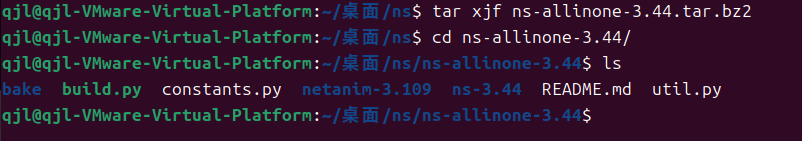 qjl@qjl-VMware-Virtual-Platform:~/桌面/ns$ tar xjf ns-allinone-3.44.tar.bz2
qjl@qjl-VMware-Virtual-Platform:~/桌面/ns$ cd ns-allinone-3.44/
qjl@qjl-VMware-Virtual-Platform:~/桌面/ns/ns-allinone-3.44$ ls
bake  build.py  constants.py  netanim-3.109  ns-3.44  README.md  util.py
qjl@qjl-VMware-Virtual-Platform:~/桌面/ns/ns-allinone-3.44$